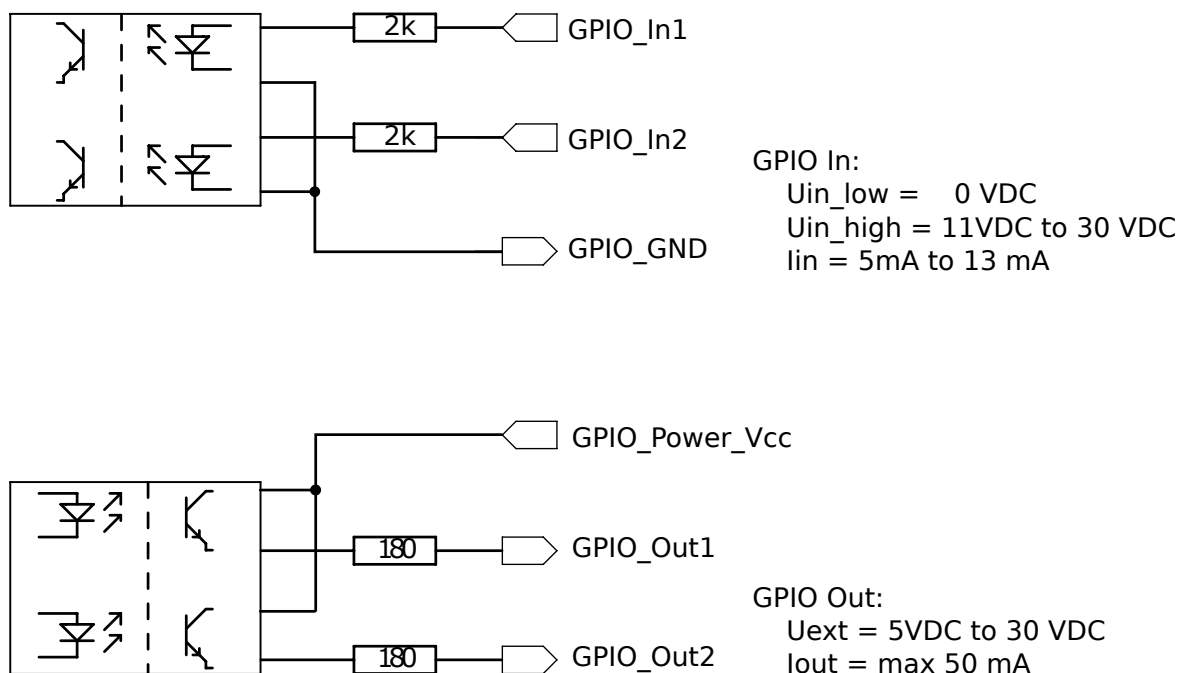 2k
GPIO_In1
2k
GPIO_In2
GPIO_GND
GPIO In:
Uin_low = 0 VDC
Uin_high = 11VDC to 30 VDC
Iin = 5mA to 13 mA
GPIO_Power_Vcc
180
GPIO_Out1
180
GPIO_Out2
GPIO Out:
Uext = 5VDC to 30 VDC
Iout = max 50 mA